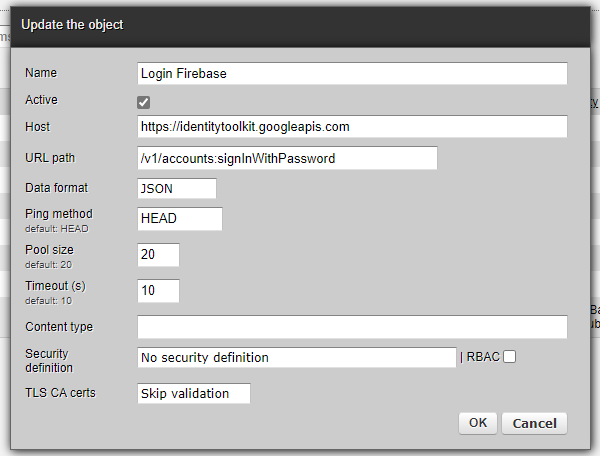 Update the object
Name Login Firebase
Active
Host https://identitytoolkit.googleapis.com
URL path /v1/accounts:signInWithPassword
Data format JSON
Ping method HEAD
default: HEAD
Pool size 20
default: 20
Timeout (s) 10
default: 10
Content type
Security definition No security definition | RBAC
TLS CA certs Skip validation
OK Cancel